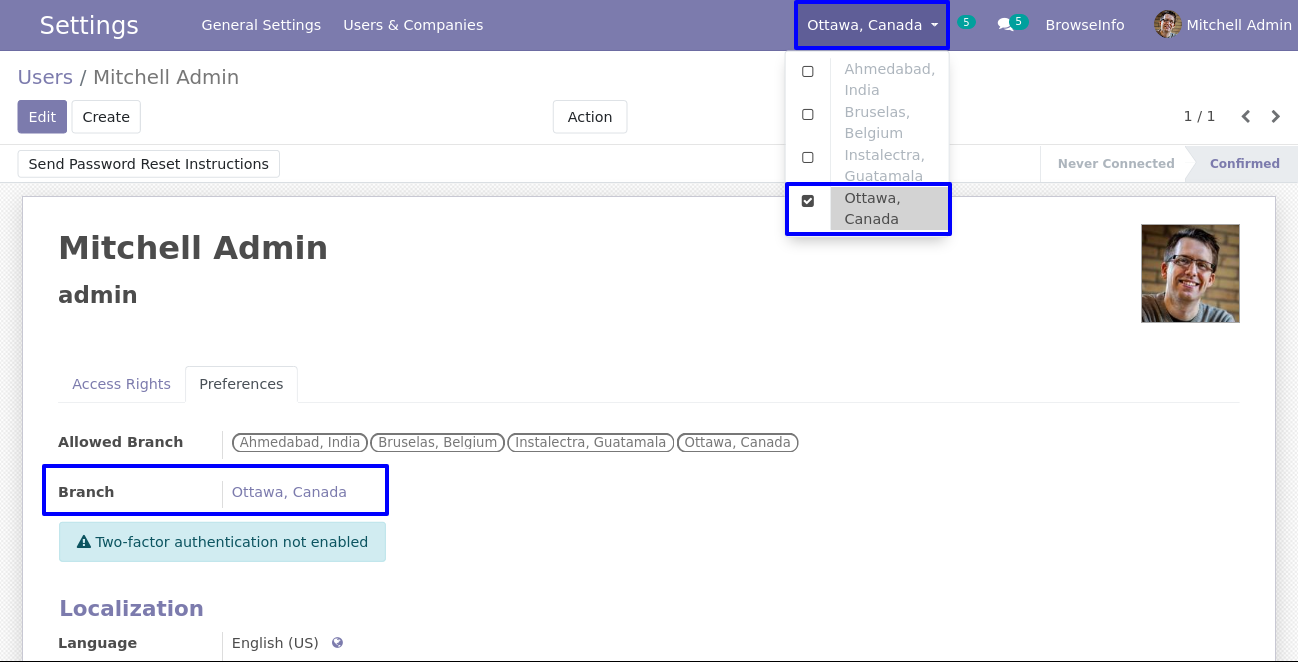 Settings General Settings Users & Companies Ottawa, Canada 5 5 BrowseInfo Mitchell Admin
Users / Mitchell Admin
Edit Create Action 1 / 1
Send Password Reset Instructions Never Connected Confirmed
Ahmedabad,
India
Bruselas,
Belgium
Instalectra,
Guatamala
Ottawa,
Canada
Mitchell Admin
admin
Access Rights Preferences
Allowed Branch Ahmedabad, India Bruselas, Belgium Instalectra, Guatamala Ottawa, Canada
Branch Ottawa, Canada
Two-factor authentication not enabled
Localization
Language English (US)